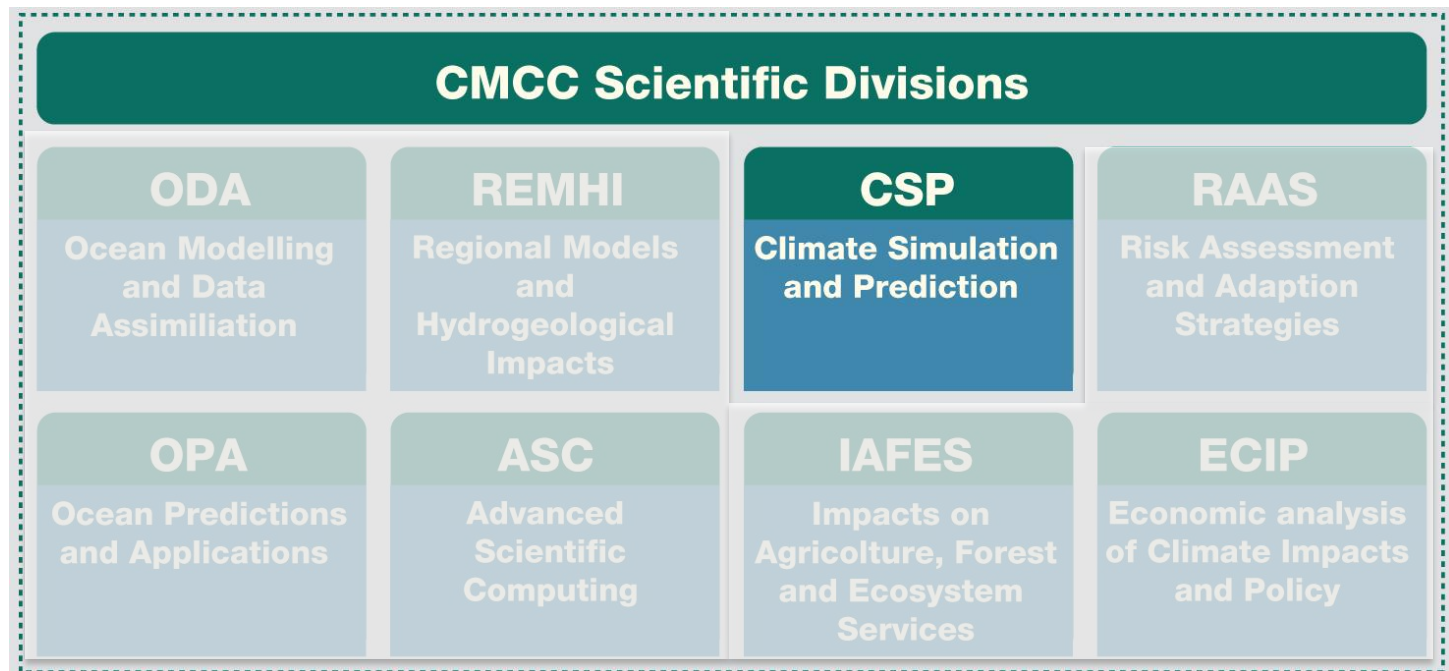 CMCC Scientific Divisions
ODA
Ocean Modelling
and Data
Assimiliation
REMHI
Regional Models
and
Hydrogeological
Impacts
CSP
Climate Simulation
and Prediction
RAAS
Risk Assessment
and Adaption
Strategies
OPA
Ocean Predictions
and Applications
ASC
Advanced
Scientific
Computing
IAFES
Impacts on
Agricolture, Forest
and Ecosystem
Services
ECIP
Economic analysis
of Climate Impacts
and Policy